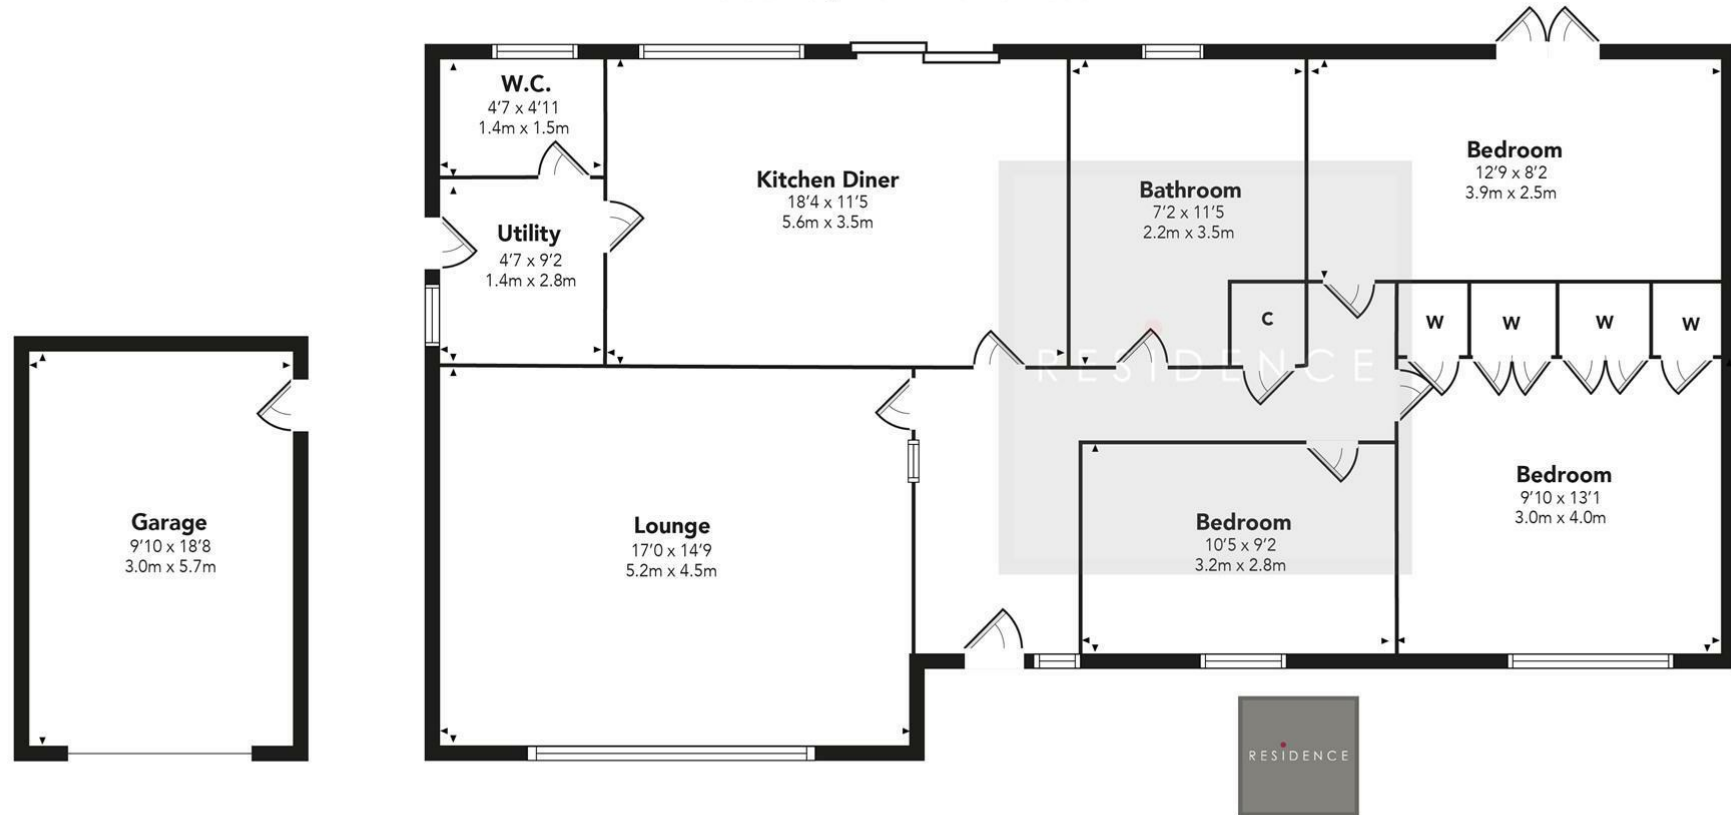 W.C.
4'7 x 4'11
1.4m x 1.5m
Kitchen Diner
18'4 x 11'5
5.6m x 3.5m
Bathroom
7'2 x 11'5
2.2m x 3.5m
Bedroom
12'9 x 8'2
3.9m x 2.5m
Utility
4'7 x 9'2
1.4m x 2.8m
C
W
W
W
W
RESIDENCE
Garage
9'10 x 18'8
3.0m x 5.7m
Lounge
17'0 x 14'9
5.2m x 4.5m
Bedroom
10'5 x 9'2
3.2m x 2.8m
Bedroom
9'10 x 13'1
3.0m x 4.0m
RESIDENCE